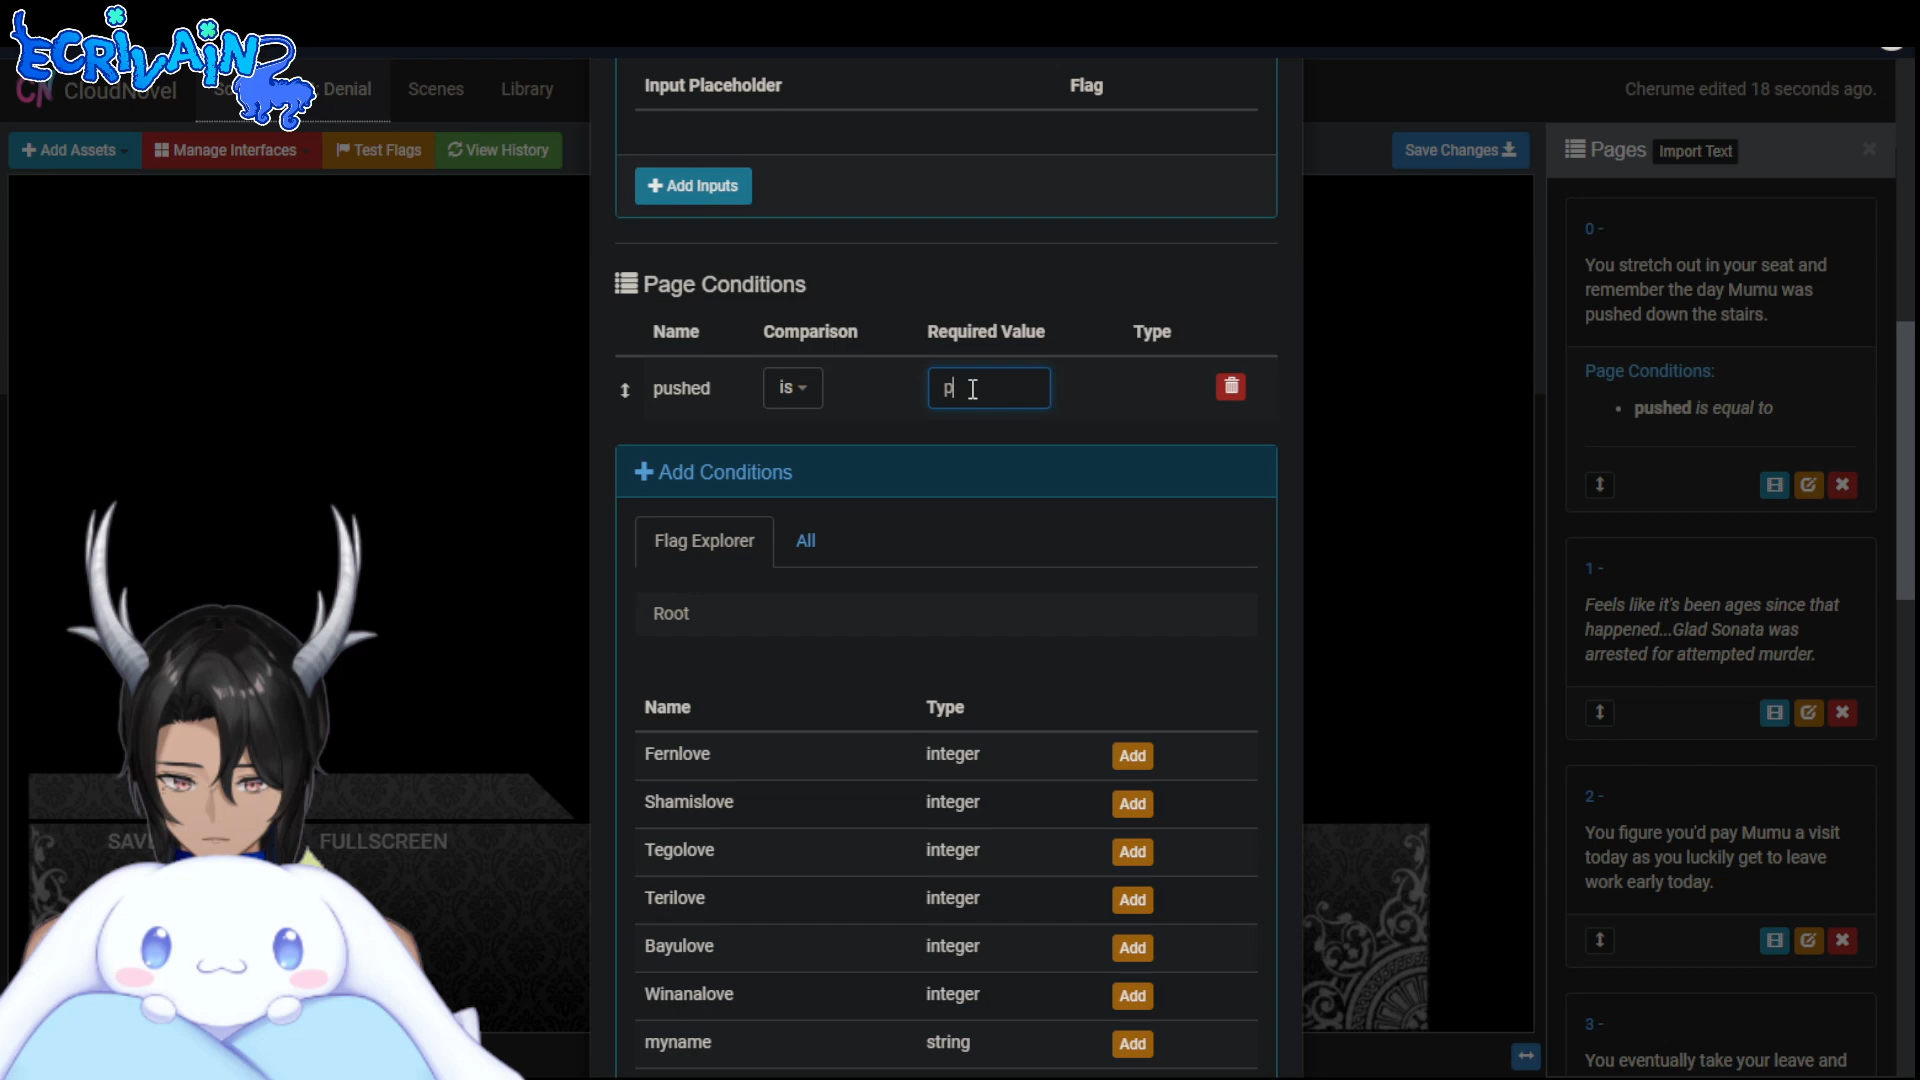 ECRIVAIN
CN CloudNovel
Denial
Scenes
Library
Cherume edited 18 seconds ago.
Add Assets
Manage Interfaces
Test Flags
View History
Save Changes
Pages
Import Text
Input Placeholder
Flag
Add Inputs
Page Conditions
Name
Comparison
Required Value
Type
pushed
is
p
Add Conditions
Flag Explorer
All
Root
Name
Type
Fernlove
integer
Add
Shamislove
integer
Add
Tegolove
integer
Add
Terilove
integer
Add
Bayulove
integer
Add
Winanalove
integer
Add
myname
string
Add
0 -
You stretch out in your seat and
remember the day Mumu was
pushed down the stairs.
Page Conditions:
• pushed is equal to
1 -
Feels like it's been ages since that
happened...Glad Sonata was
arrested for attempted murder.
2 -
You figure you'd pay Mumu a visit
today as you luckily get to leave
work early today.
3 -
You eventually take your leave and
FULLSCREEN